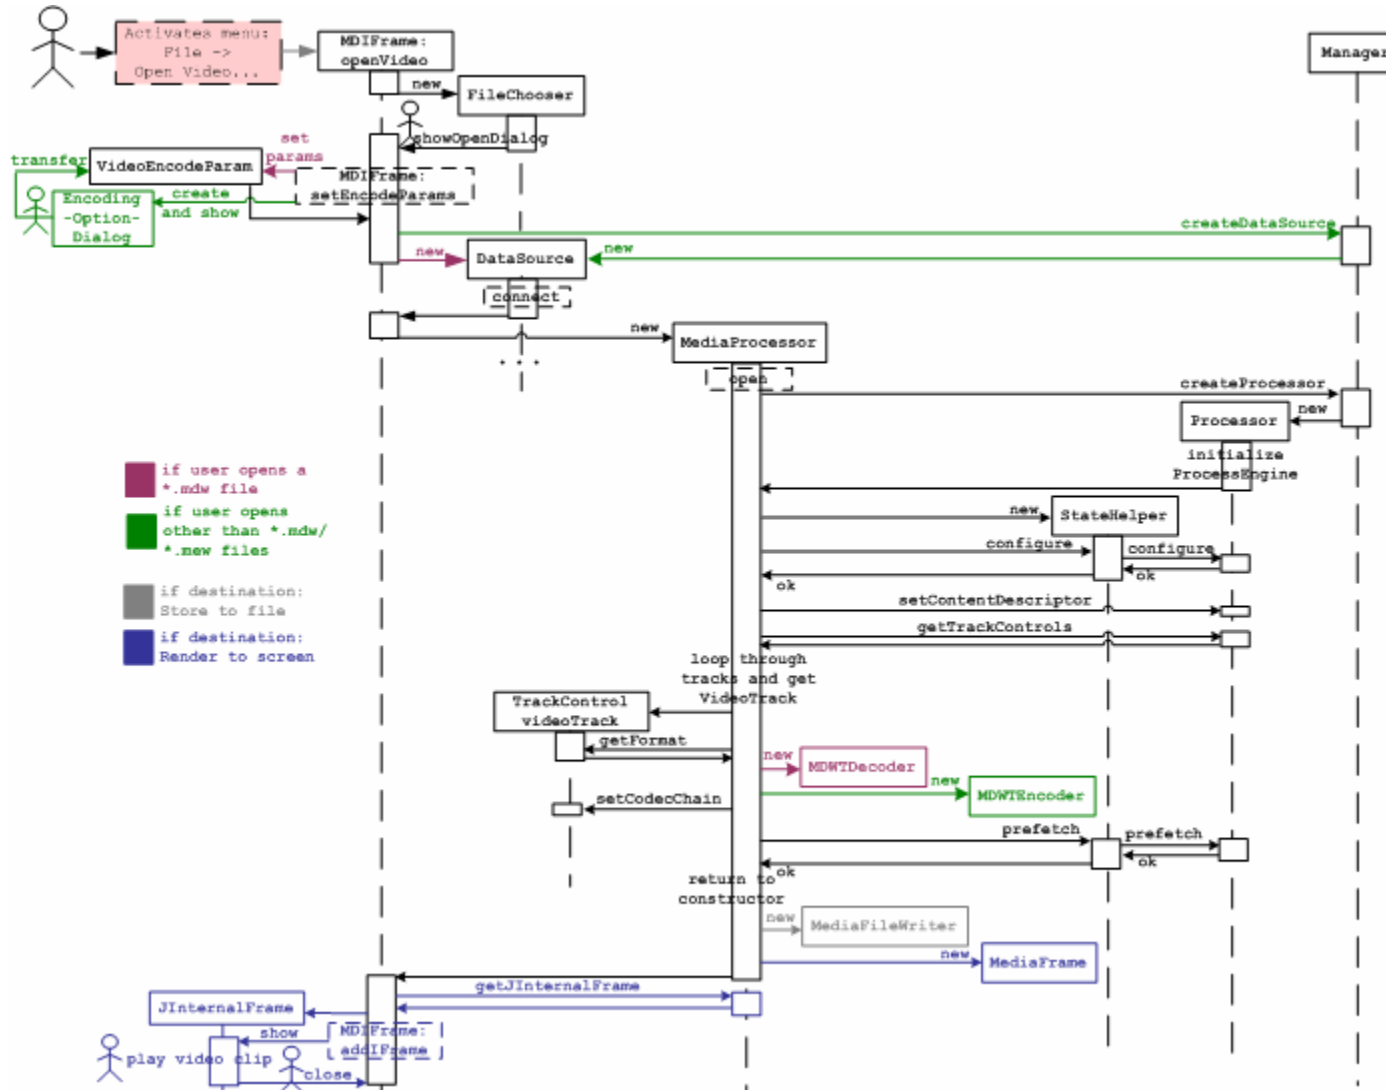 Activates menu:
File ->
Open Video...
MDIFrame:
openVideo
Manager
new
FileChooser
showOpenDialog
set
params
transfer
VideoEncodeParam
MDIFrame:
setEncodeParams
create
and show
Encoding
-Option-
Dialog
createDataSource
new
DataSource
new
connect
new
MediaProcessor
. . .
open
createProcessor
new
Processor
initialize
ProcessEngine
if user opens a
*.mdw file
if user opens
other than *.mdw/
*.mew files
new
StateHelper
configure
configure
ok
ok
if destination:
Store to file
setContentDescriptor
getTrackControls
if destination:
Render to screen
loop through
tracks and get
VideoTrack
TrackControl
videoTrack
getFormat
new
MDWTDecoder
new
MDWTEncoder
setCodecChain
prefetch
prefetch
ok
ok
return to
constructor
new
MediaFileWriter
new
MediaFrame
getJInternalFrame
JInternalFrame
show
MDIFrame:
addIFrame
play video clip
close